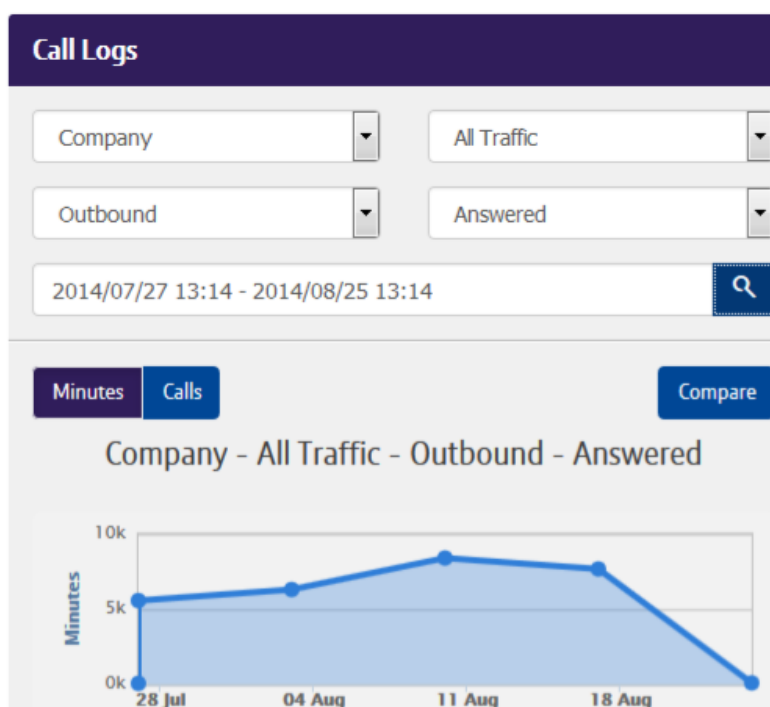 Call Logs
Company
All Traffic
Outbound
Answered
2014/07/27 13:14 - 2014/08/25 13:14
Minutes
Calls
Compare
Company - All Traffic - Outbound - Answered
10k
5k
0k
Minutes
28 Jul
04 Aug
11 Aug
18 Aug